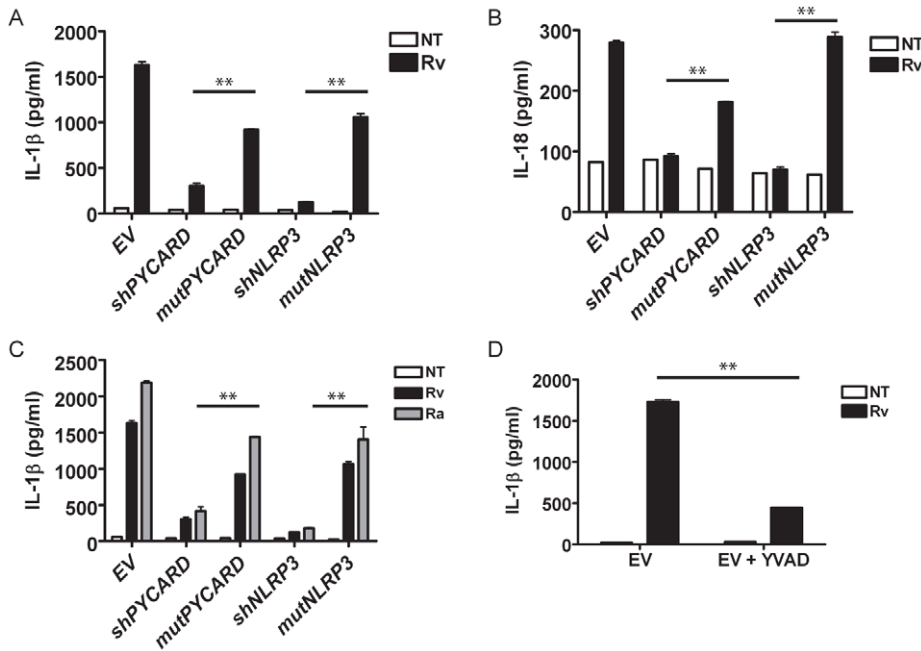 A
IL-1β (pg/ml)
2000
1500
1000
500
0
NT
Rv
**
**
EV
shPYCARD
mutPYCARD
shNLRP3
mutNLRP3
B
IL-18 (pg/ml)
300
200
100
0
NT
Rv
**
**
EV
shPYCARD
mutPYCARD
shNLRP3
mutNLRP3
C
IL-1β (pg/ml)
2500
2000
1500
1000
500
0
NT
Rv
Ra
**
**
EV
shPYCARD
mutPYCARD
shNLRP3
mutNLRP3
D
IL-1β (pg/ml)
2000
1500
1000
500
0
NT
Rv
**
EV
EV + YVAD